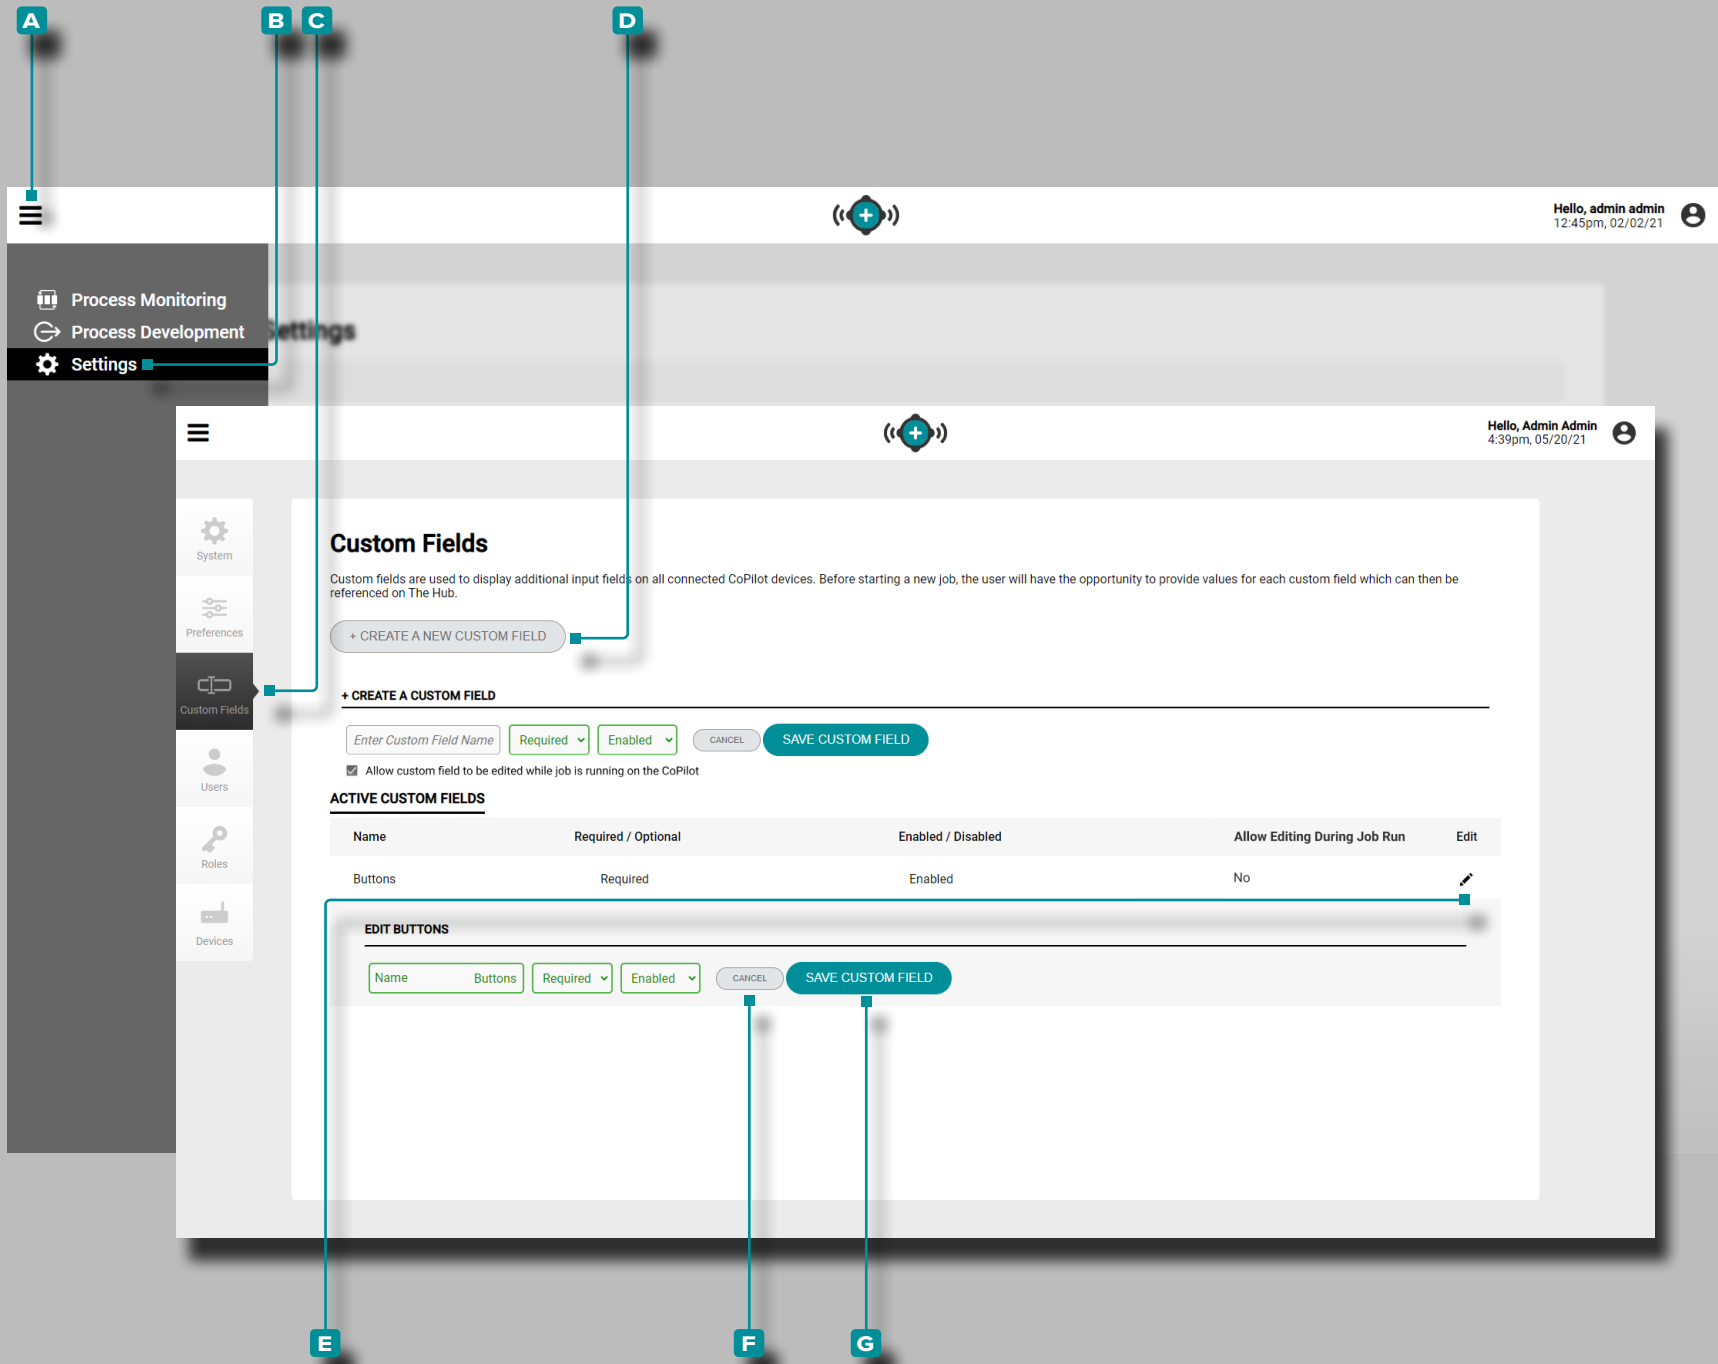 A
B
C
D
Hello, admin admin
12:45pm, 02/02/21
Process Monitoring
Process Development
Settings
Settings
Hello, Admin Admin
4:39pm, 05/20/21
System
Preferences
Custom Fields
Users
Roles
Devices
Custom Fields
Custom fields are used to display additional input fields on all connected CoPilot devices. Before starting a new job, the user will have the opportunity to provide values for each custom field which can then be
referenced on The Hub.
+ CREATE A NEW CUSTOM FIELD
+ CREATE A CUSTOM FIELD
Enter Custom Field Name Required Enabled CANCEL SAVE CUSTOM FIELD
Allow custom field to be edited while job is running on the CoPilot
ACTIVE CUSTOM FIELDS
Name Required / Optional Enabled / Disabled Allow Editing During Job Run Edit
Buttons Required Enabled No
EDIT BUTTONS
Name Buttons Required Enabled CANCEL SAVE CUSTOM FIELD
E
F
G